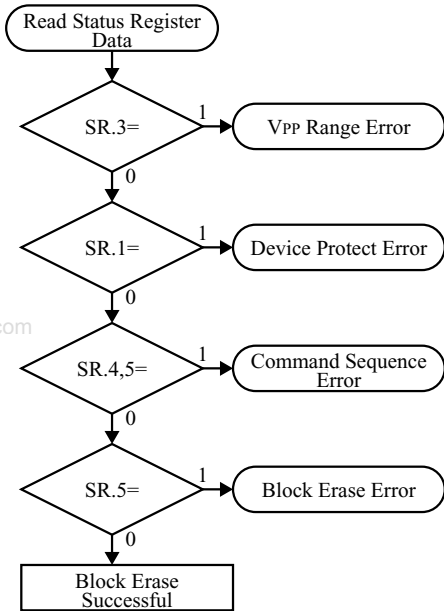 Read Status Register
Data
SR.3=
1
VPP Range Error
0
SR.1=
1
Device Protect Error
0
com
SR.4,5=
1
Command Sequence
Error
0
SR.5=
1
Block Erase Error
0
Block Erase
Successful